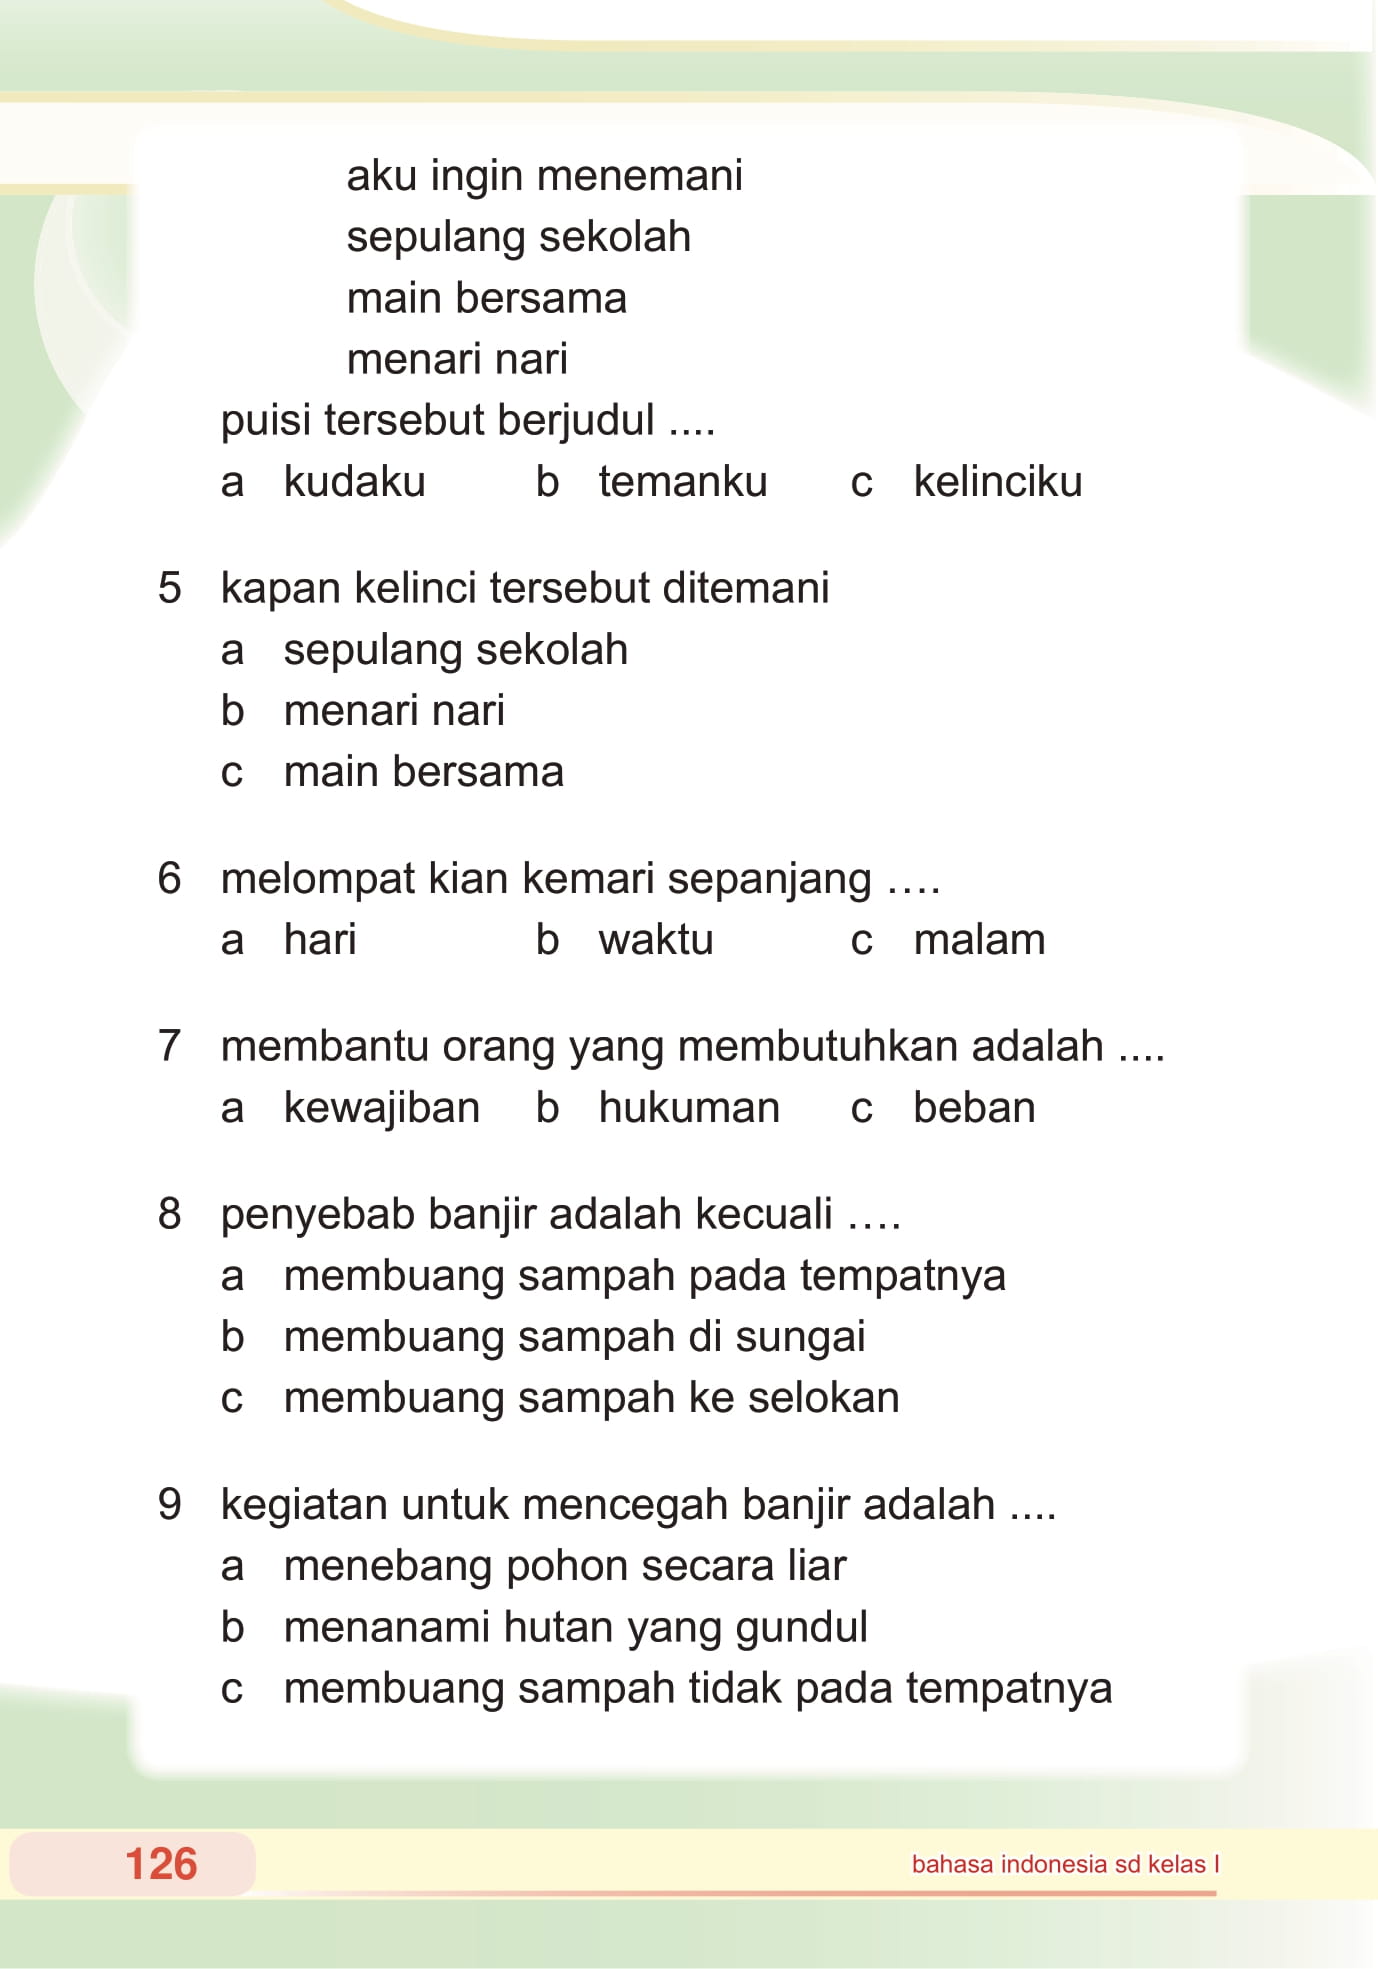 aku ingin menemani
sepulang sekolah
main bersama
menari nari
puisi tersebut berjudul ....
a kudaku b temanku c kelinciku
5 kapan kelinci tersebut ditemani
a sepulang sekolah
b menari nari
c main bersama
6 melompat kian kemari sepanjang ....
a hari b waktu c malam
7 membantu orang yang membutuhkan adalah ....
a kewajiban b hukuman c beban
8 penyebab banjir adalah kecuali ....
a membuang sampah pada tempatnya
b membuang sampah di sungai
c membuang sampah ke selokan
9 kegiatan untuk mencegah banjir adalah ....
a menebang pohon secara liar
b menanami hutan yang gundul
c membuang sampah tidak pada tempatnya
126 bahasa indonesia sd kelas I